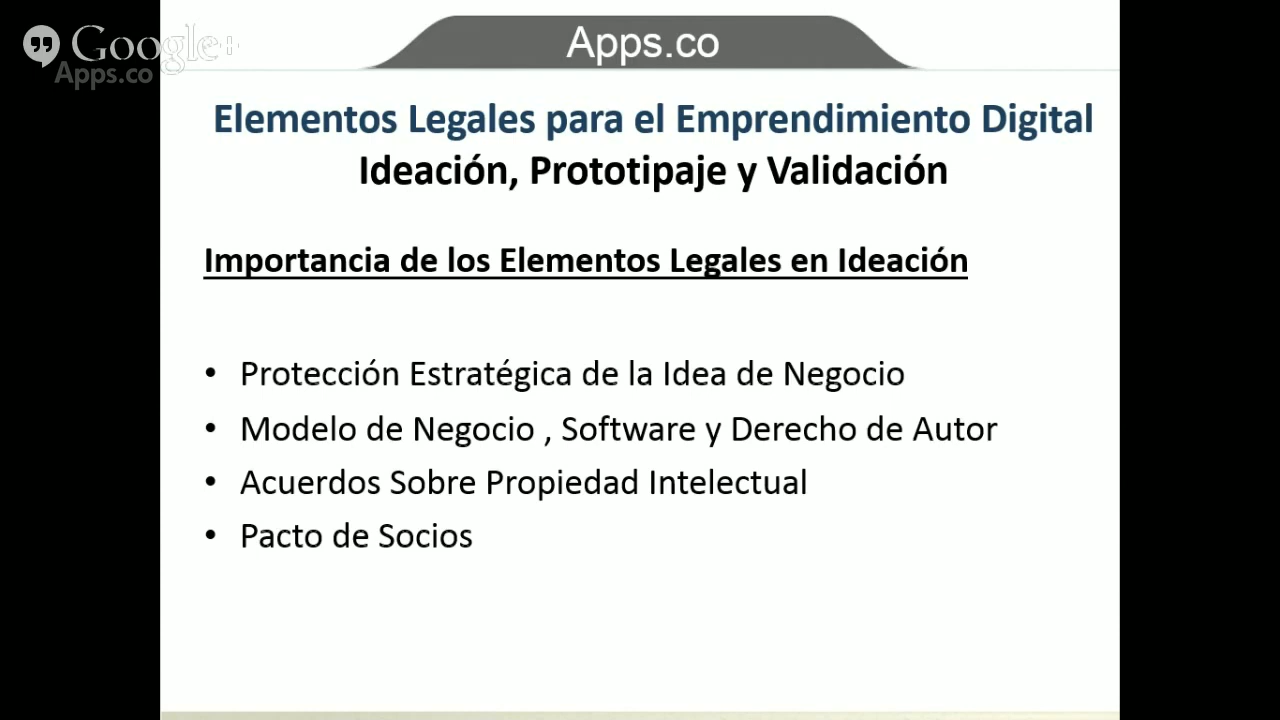 Google+
Apps.co
Apps.co
Elementos Legales para el Emprendimiento Digital
Ideación, Prototipaje y Validación
Importancia de los Elementos Legales en Ideación
• Protección Estratégica de la Idea de Negocio
• Modelo de Negocio , Software y Derecho de Autor
• Acuerdos Sobre Propiedad Intelectual
• Pacto de Socios